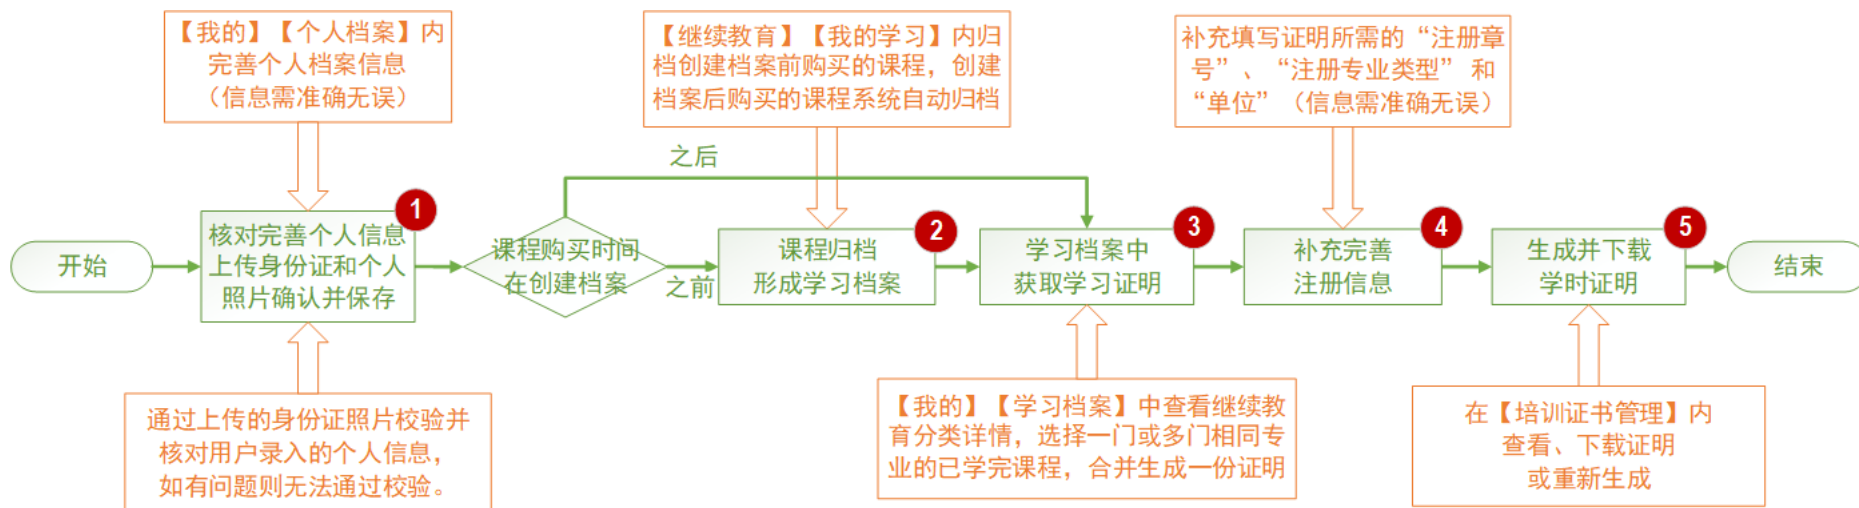 【我的】【个人档案】内
完善个人档案信息
（信息需准确无误）
【继续教育】【我的学习】内归
档创建档案前购买的课程，创建
档案后购买的课程系统自动归档
补充填写证明所需的“注册章
号”、“注册专业类型” 和
“单位”（信息需准确无误）
之后
开始
1
核对完善个人信息
上传身份证和个人
照片确认并保存
课程购买时间
在创建档案
之前
2
课程归档
形成学习档案
3
学习档案中
获取学习证明
4
补充完善
注册信息
5
生成并下载
学时证明
结束
通过上传的身份证照片校验并
核对用户录入的个人信息，
如有问题则无法通过校验。
【我的】【学习档案】中查看继续教
育分类详情，选择一门或多门相同专
业的已学完课程，合并生成一份证明
在【培训证书管理】内
查看、下载证明
或重新生成